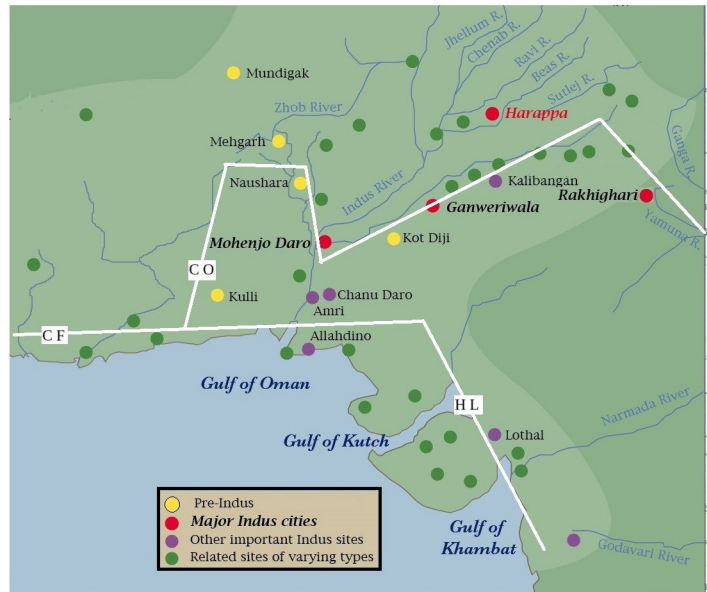 Jhellum R.
Chenab R.
Ravi R.
Beas R.
Sutlej R.
Mundigak
Zhob River
Harappa
Ganga R.
Mehgarh
Naushara
Indus River
Kalibangan
Rakhighari
Ganweriwala
Yamuna R.
Mohenjo Daro
Kot Diji
C O
Kulli
Chanu Daro
Amri
C F
Allahdino
Gulf of Oman
H L
Narmada River
Gulf of Kutch
Lothal
Pre-Indus
Major Indus cities
Other important Indus sites
Related sites of varying types
Gulf of
Khambat
Godavari River